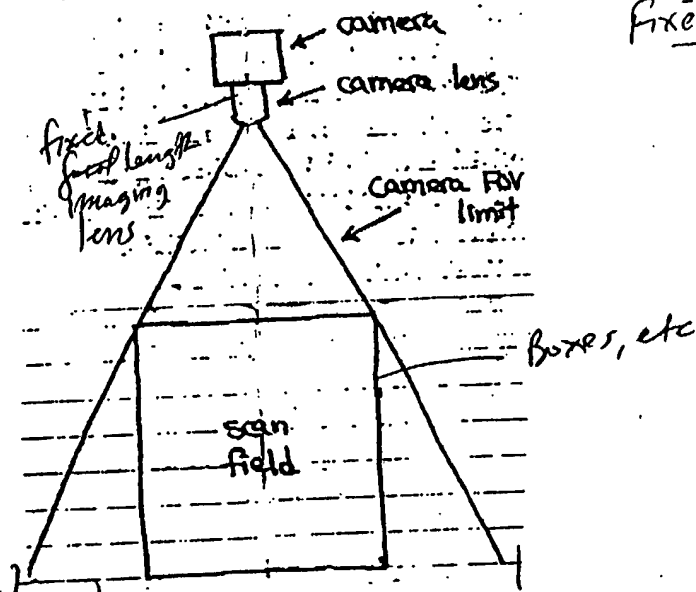 camera
camera lens
fixed
focal length
imaging
lens
camera FOV
limit
Boxes, etc
scan
field